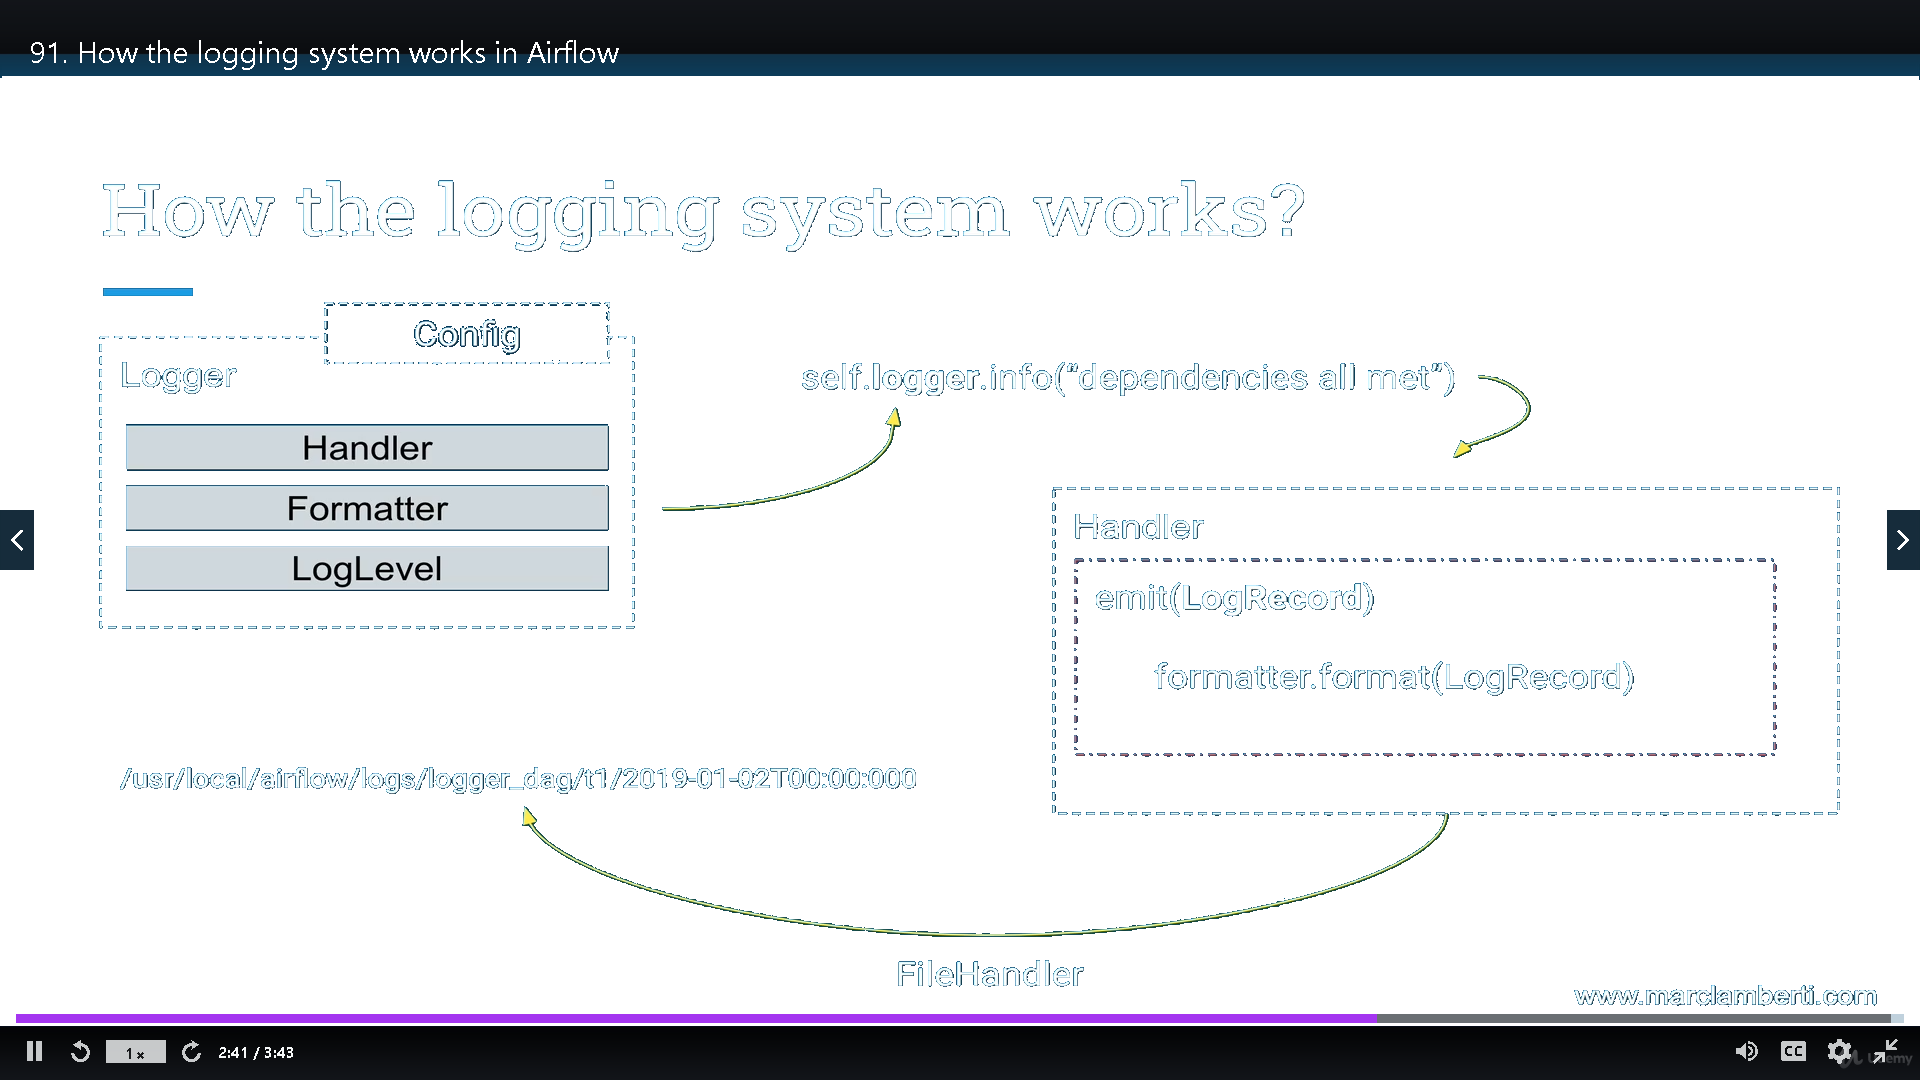 91. How the logging system works in Airflow
How the logging system works?
Config
Logger
Handler
Formatter
LogLevel
self.logger.info(“dependencies all met”)
Handler
emit(LogRecord)
formatter.format(LogRecord)
/usr/local/airflow/logs/logger_dag/t1/2019-01-02T00:00:000
FileHandler
www.marclamberti.com
1x
2:41 / 3:43
CC
Udemy